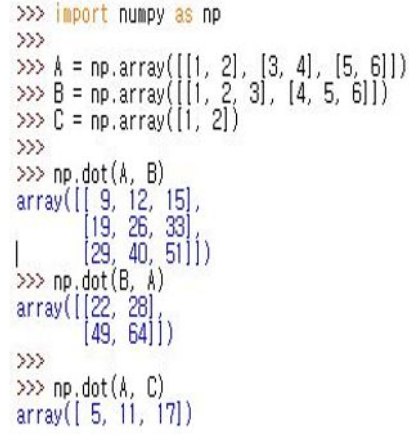 >>> import numpy as np
>>>
>>> A = np.array([[1, 2], [3, 4], [5, 6]])
>>> B = np.array([[1, 2, 3], [4, 5, 6]])
>>> C = np.array([1, 2])
>>>
>>> np.dot(A, B)
array([[ 9, 12, 15],
       [19, 26, 33],
       [29, 40, 51]])
>>> np.dot(B, A)
array([[22, 28],
       [49, 64]])
>>>
>>> np.dot(A, C)
array([ 5, 11, 17])